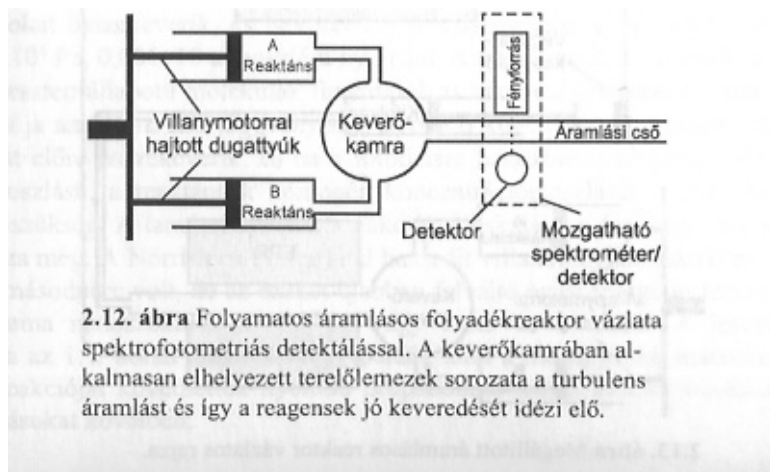 A
Reaktáns
Fényforrás
Villanymotorral
hajtott dugattyúk
Keverő-
kamra
Áramlási cső
B
Reaktáns
Detektor
Mozgatható
spektrométer/
detektor
2.12. ábra Folyamatos áramlásos folyadékreaktor vázlata
spektrofotometriás detektálással. A keverőkamrában al-
kalmasan elhelyezett terelőlemezek sorozata a turbulens
áramlást és így a reagensek jó keveredését idézi elő.